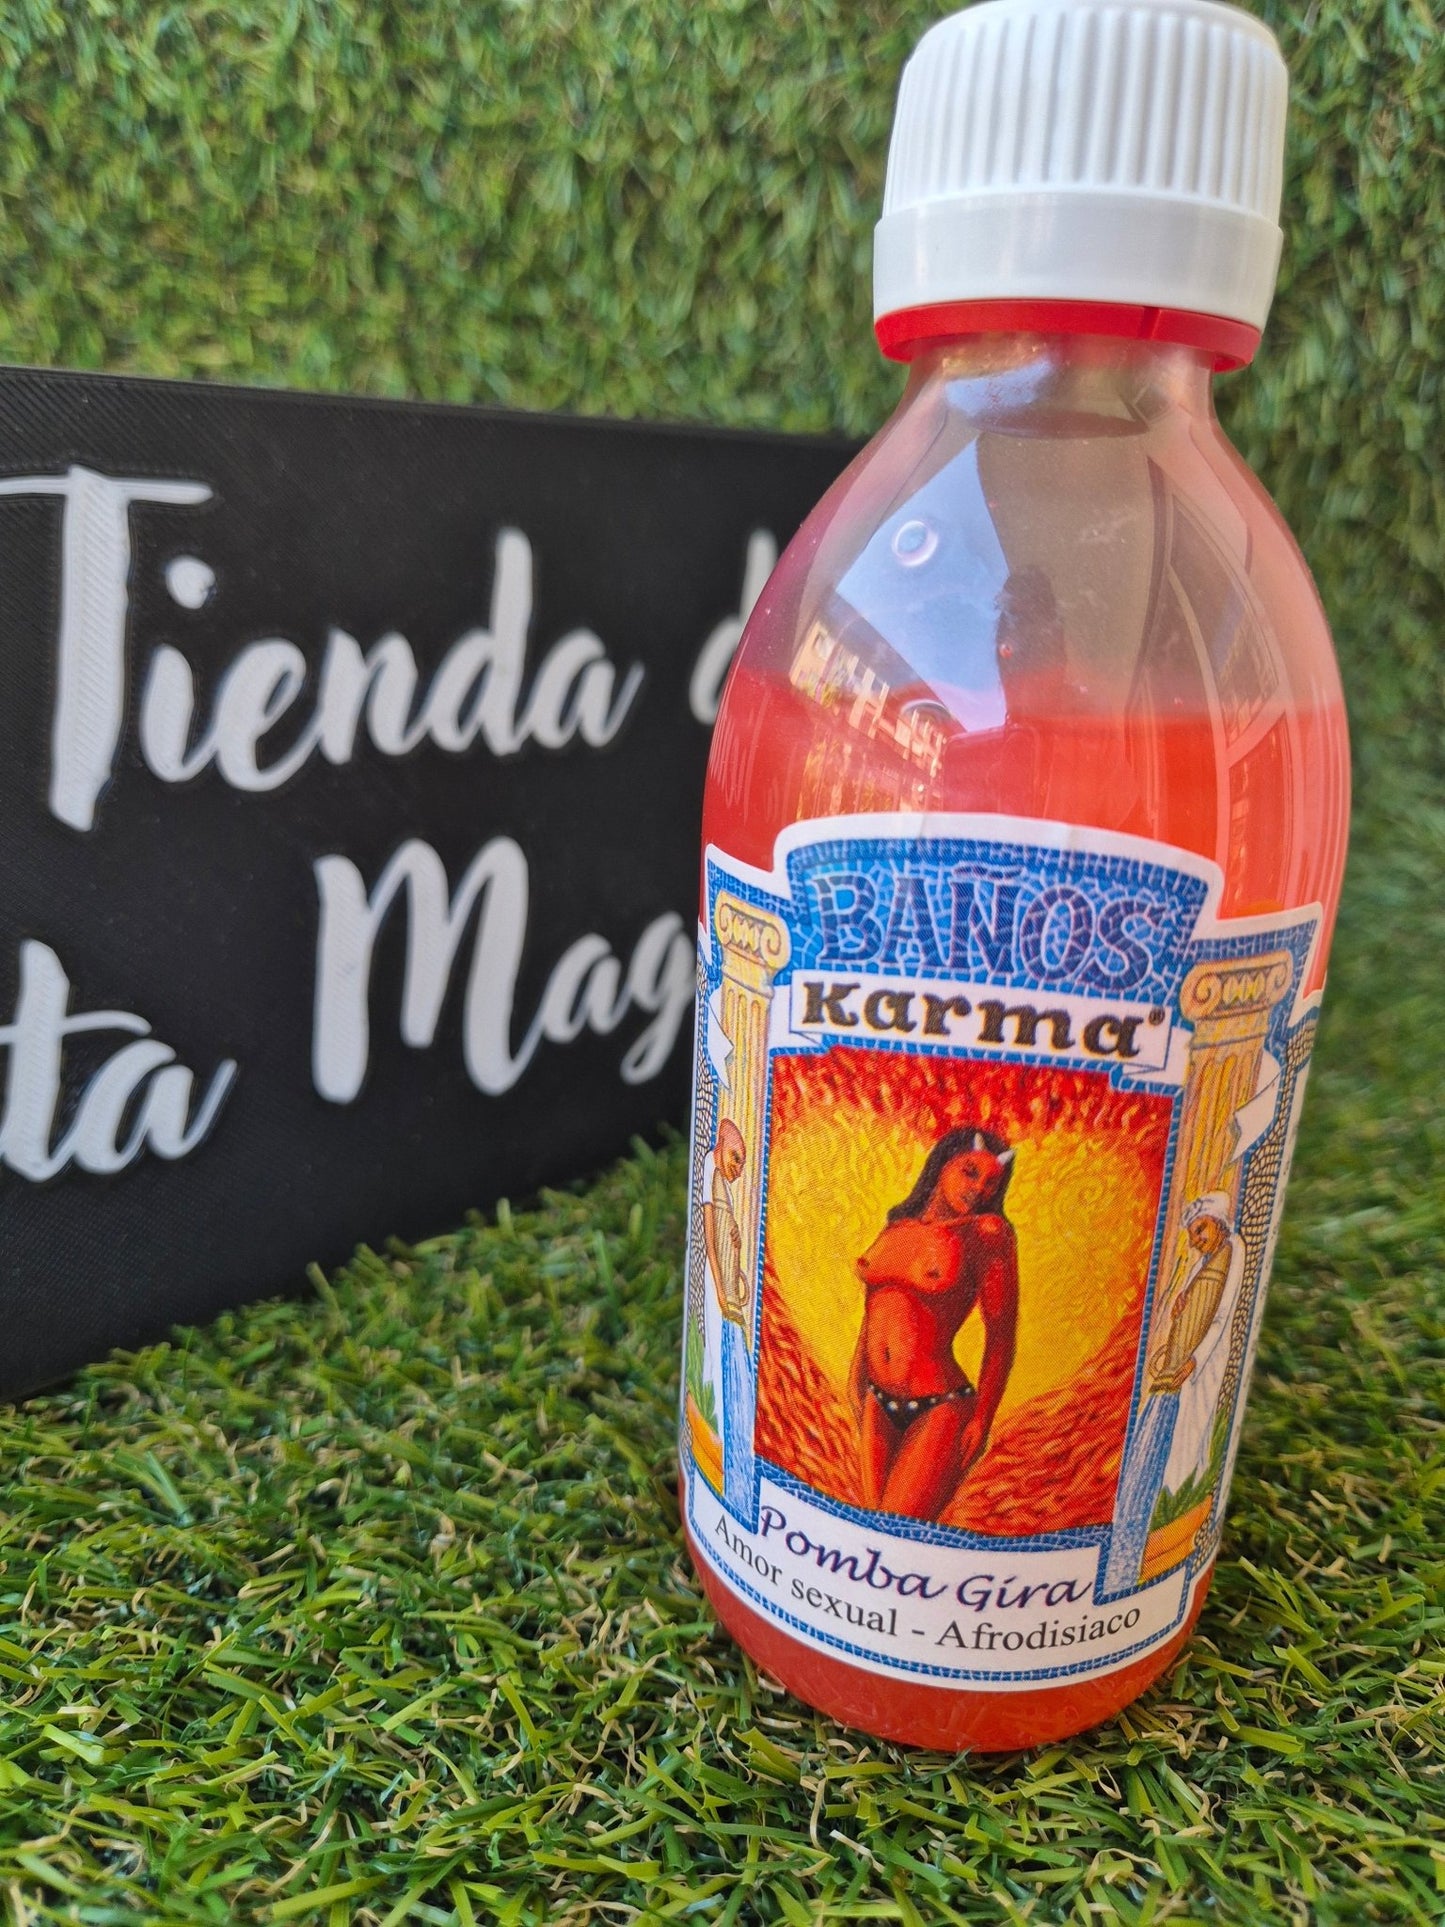 Tienda d
Mag
ta
BAÑOS
Karma®
Pomba Gira
Amor sexual - Afrodisiaco